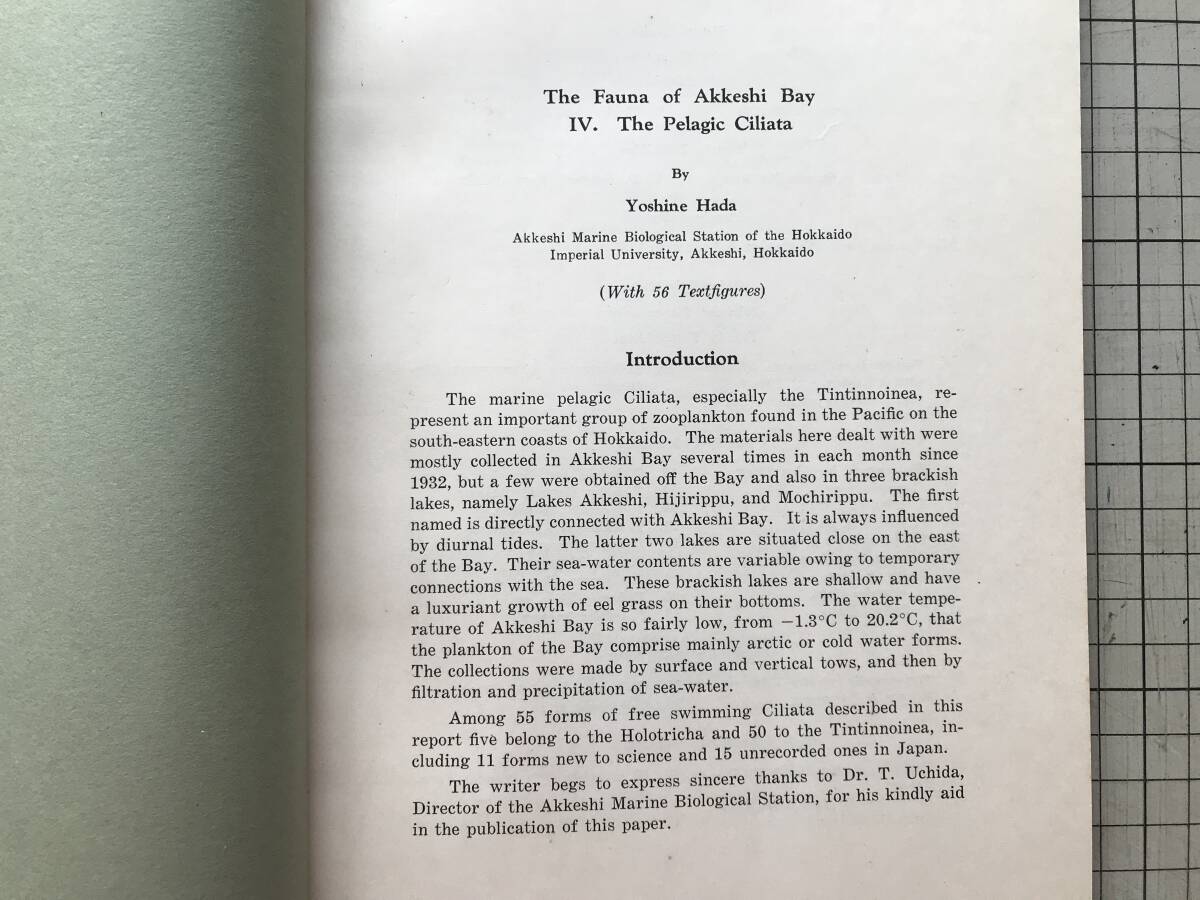 The Fauna of Akkeshi Bay
IV. The Pelagic Ciliata
By
Yoshine Hada
Akkeshi Marine Biological Station of the Hokkaido
Imperial University, Akkeshi, Hokkaido
(With 56 Textfigures)
Introduction
The marine pelagic Ciliata, especially the Tintinnoinea, re-
present an important group of zooplankton found in the Pacific on the
south-eastern coasts of Hokkaido. The materials here dealt with were
mostly collected in Akkeshi Bay several times in each month since
1932, but a few were obtained off the Bay and also in three brackish
lakes, namely Lakes Akkeshi, Hijirippu, and Mochirippu. The first
named is directly connected with Akkeshi Bay. It is always influenced
by diurnal tides. The latter two lakes are situated close on the east
of the Bay. Their sea-water contents are variable owing to temporary
connections with the sea. These brackish lakes are shallow and have
a luxuriant growth of eel grass on their bottoms. The water tempe-
rature of Akkeshi Bay is so fairly low, from −1.3°C to 20.2°C, that
the plankton of the Bay comprise mainly arctic or cold water forms.
The collections were made by surface and vertical tows, and then by
filtration and precipitation of sea-water.
Among 55 forms of free swimming Ciliata described in this
report five belong to the Holotricha and 50 to the Tintinnoinea, in-
cluding 11 forms new to science and 15 unrecorded ones in Japan.
The writer begs to express sincere thanks to Dr. T. Uchida,
Director of the Akkeshi Marine Biological Station, for his kindly aid
in the publication of this paper.